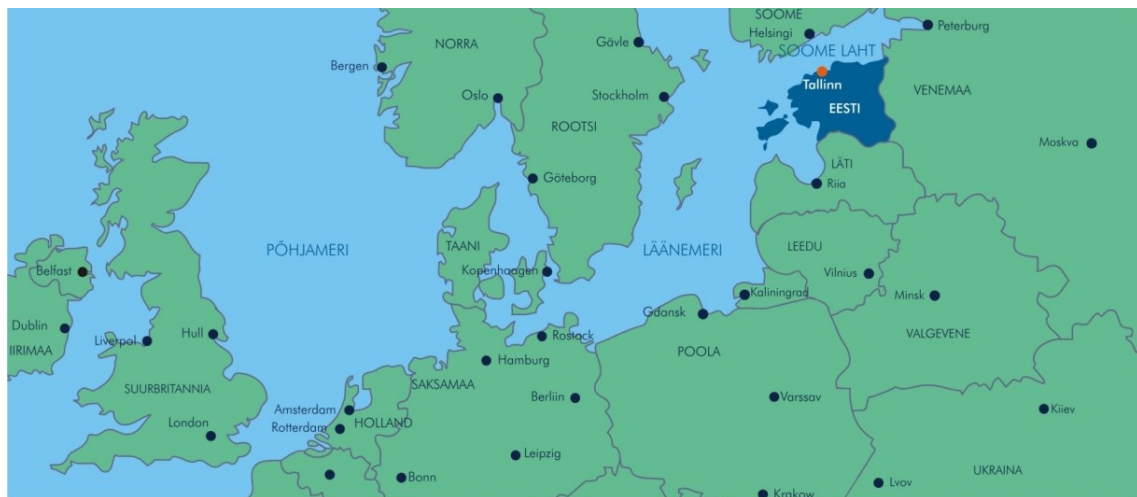 SOOME
Helsingi
Peterburg
NORRA
Gävle
SOOME LAHT
Bergen
Tallinn
EESTI
VENEMAA
Oslo
Stockholm
ROOTSI
Moskva
LÄTI
Riia
Göteborg
PÕHJAMERI
TAANI
LÄÄNEMERI
LEEDU
Belfast
Kopenhaagen
Vilnius
Kaliningrad
Minsk
Gdansk
Dublin
Hull
Liverpol
Rostock
VALGEVENE
IIRIMAA
POOLA
Hamburg
SUURBRITANNIA
SAKSAMAA
Berliin
Varssav
Amsterdam
Kiiev
London
Rotterdam
HOLLAND
Leipzig
Bonn
UKRAINA
Lvov
Krakow